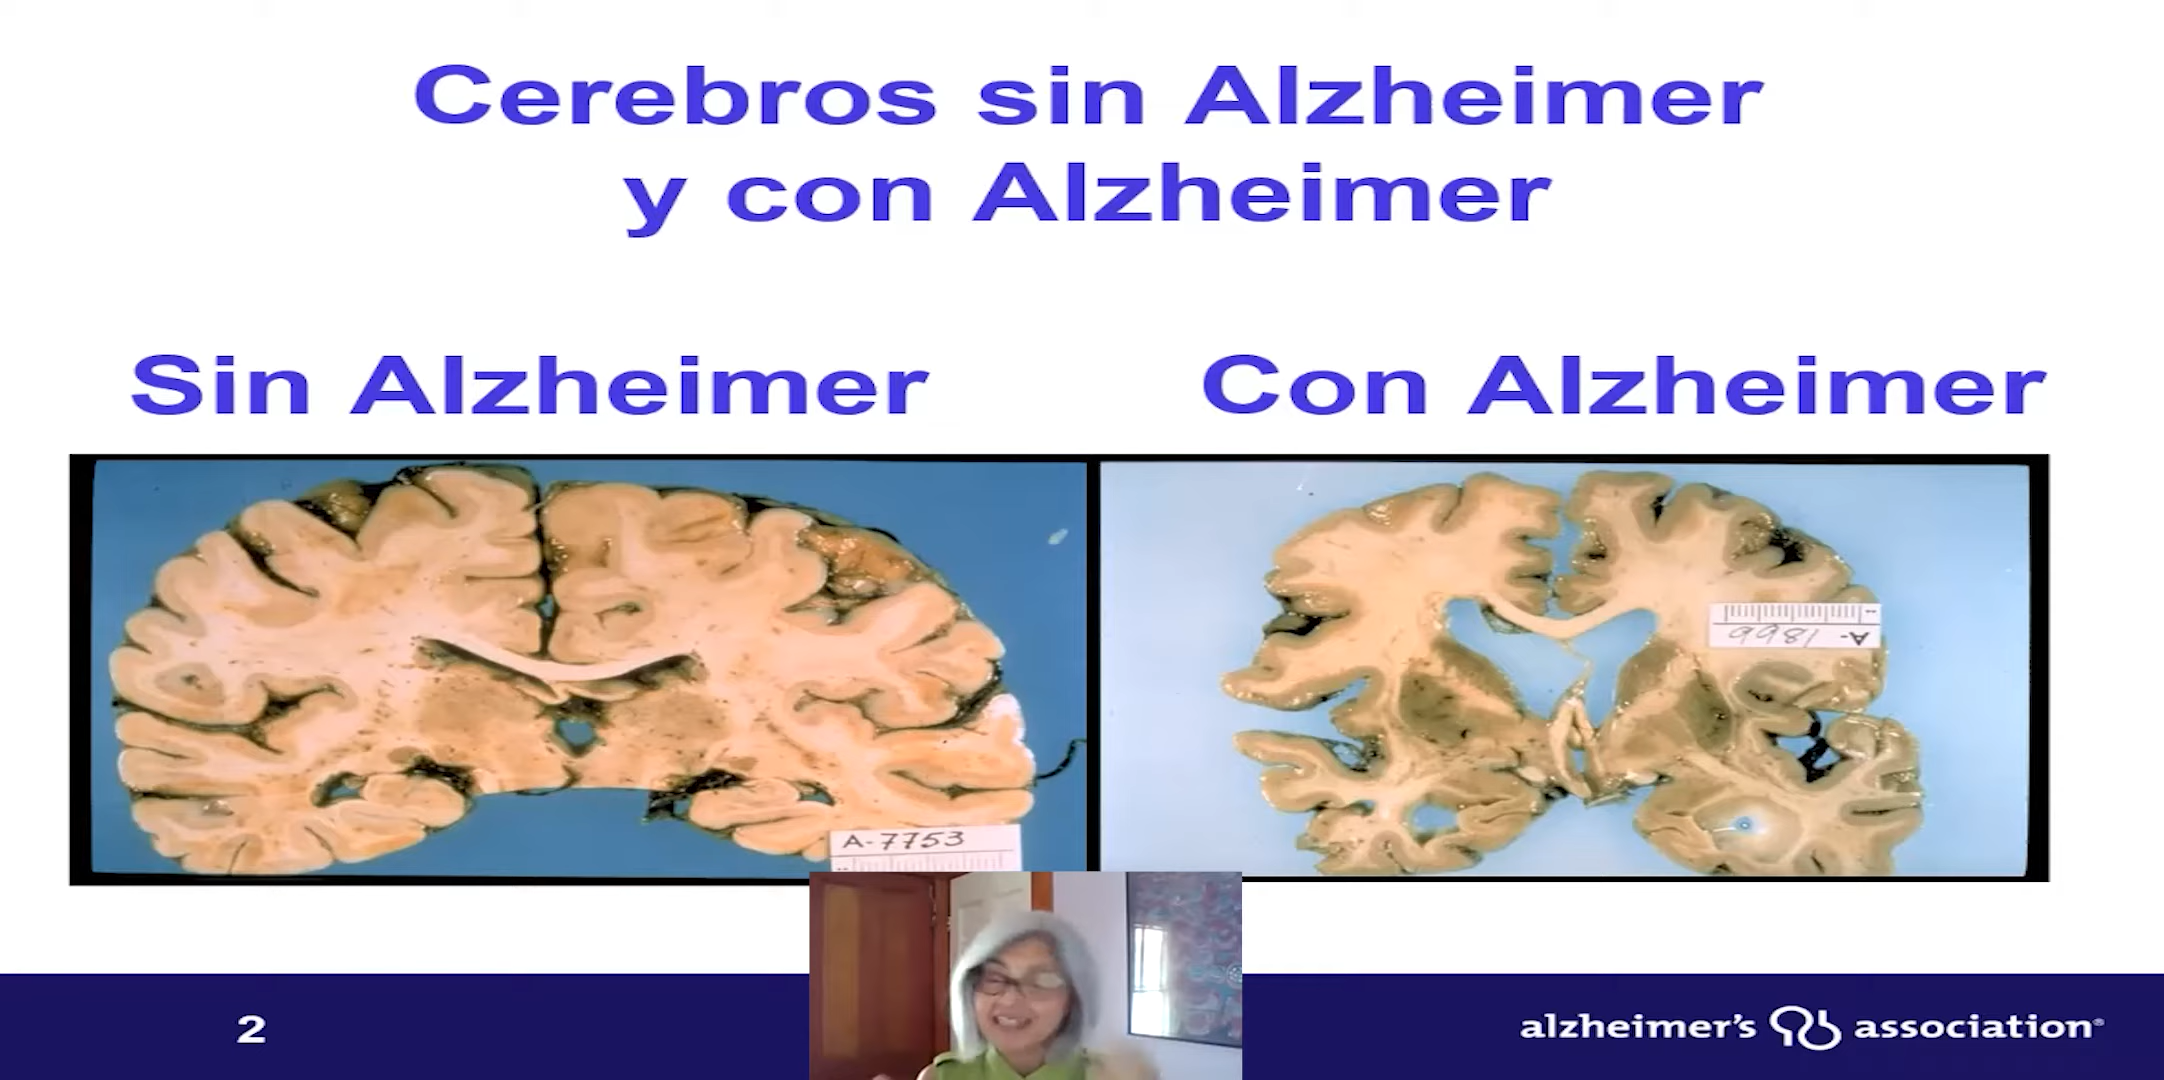 Cerebros sin Alzheimer
y con Alzheimer
Sin Alzheimer
Con Alzheimer
A-7753
A-
1866
2
alzheimer's association®